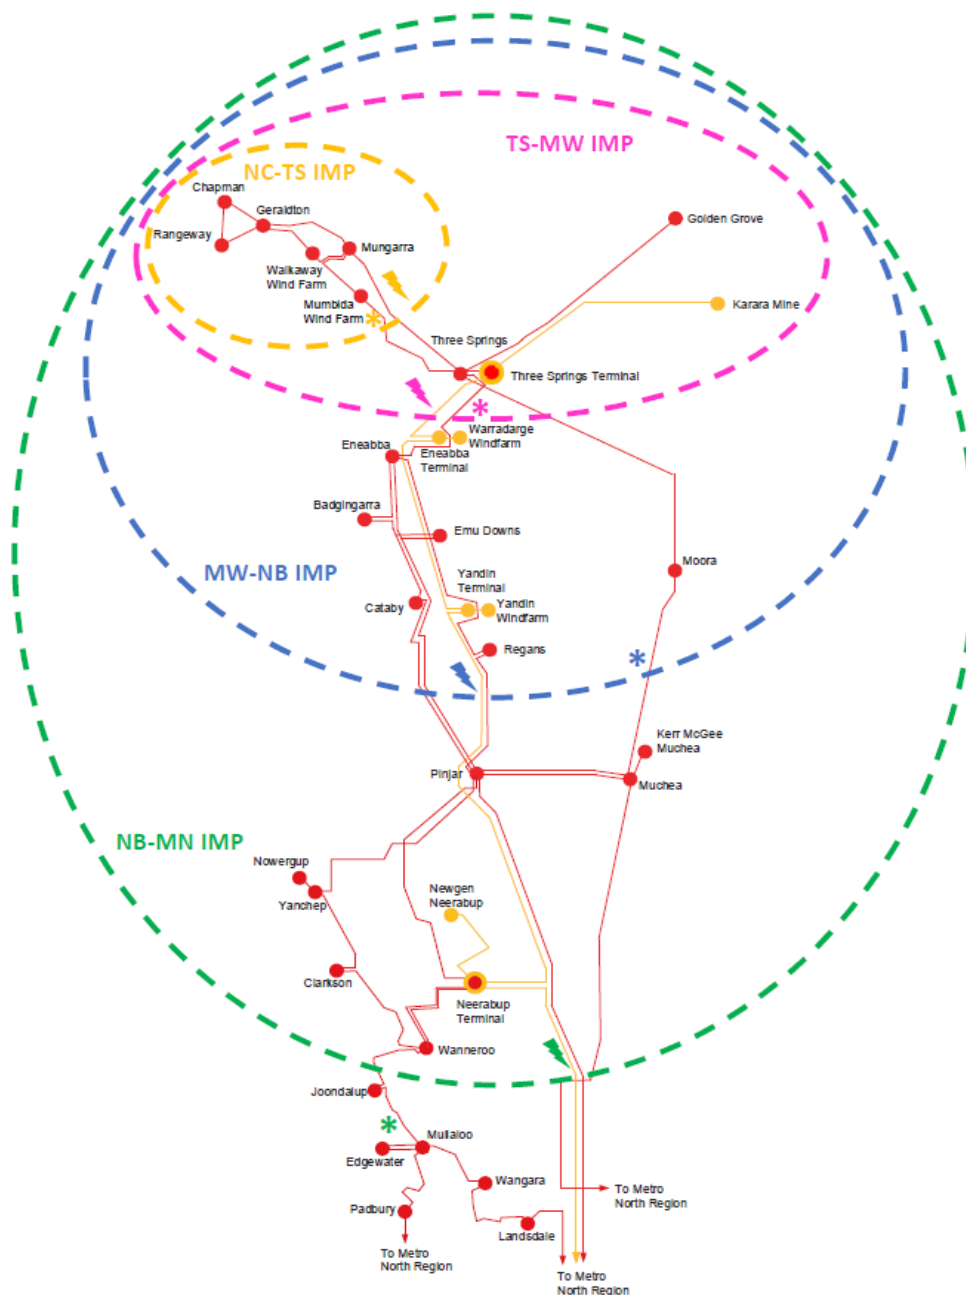 TS-MW IMP
NC-TS IMP
Chapman
Geraldton
Golden Grove
Rangeway
Mungarra
Walkaway
Wind Farm
Mumbida
Wind Farm
*
Karara Mine
Three Springs
Three Springs Terminal
*
Warradarge
Windfarm
Eneabba
Eneabba
Terminal
Badgingarra
Emu Downs
Moora
MW-NB IMP
Yandin
Terminal
Cataby
Yandin
Windfarm
Regans
*
Kerr McGee
Muchea
Pinjar
Muchea
NB-MN IMP
Nowergup
Yanchep
Newgen
Neerabup
Clarkson
Neerabup
Terminal
Wanneroo
Joondalup
*
Mullaloo
Edgewater
Wangara
To Metro
North Region
Padbury
Landsdale
To Metro
North Region
To Metro
North Region